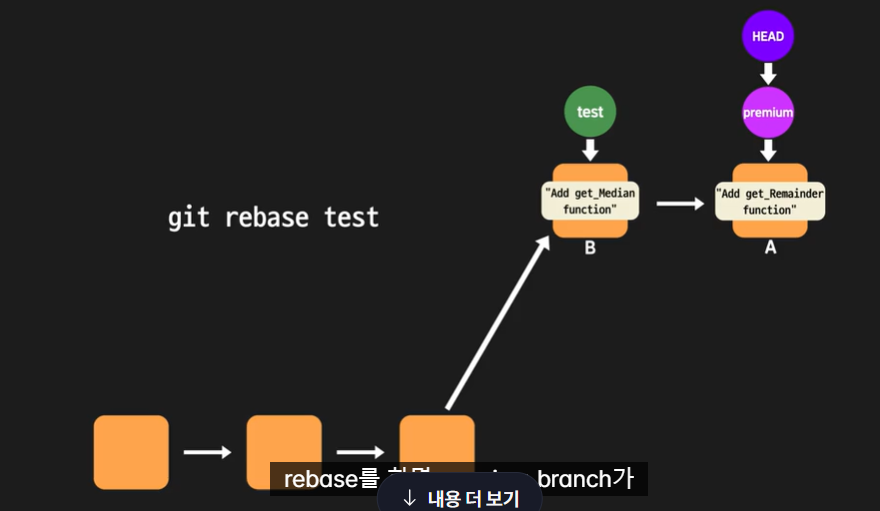 HEAD
test
premium
"Add get_Median
function"
"Add get_Remainder
function"
git rebase test
B
A
rebase를 branch가
↓ 내용 더 보기